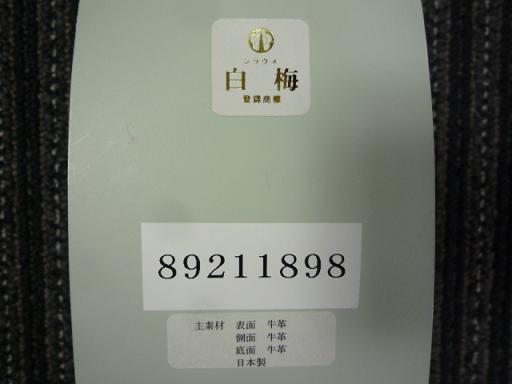 シラウメ
白梅
登録商標
89211898
主素材 表面 牛革
側面 牛革
底面 牛革
日本製